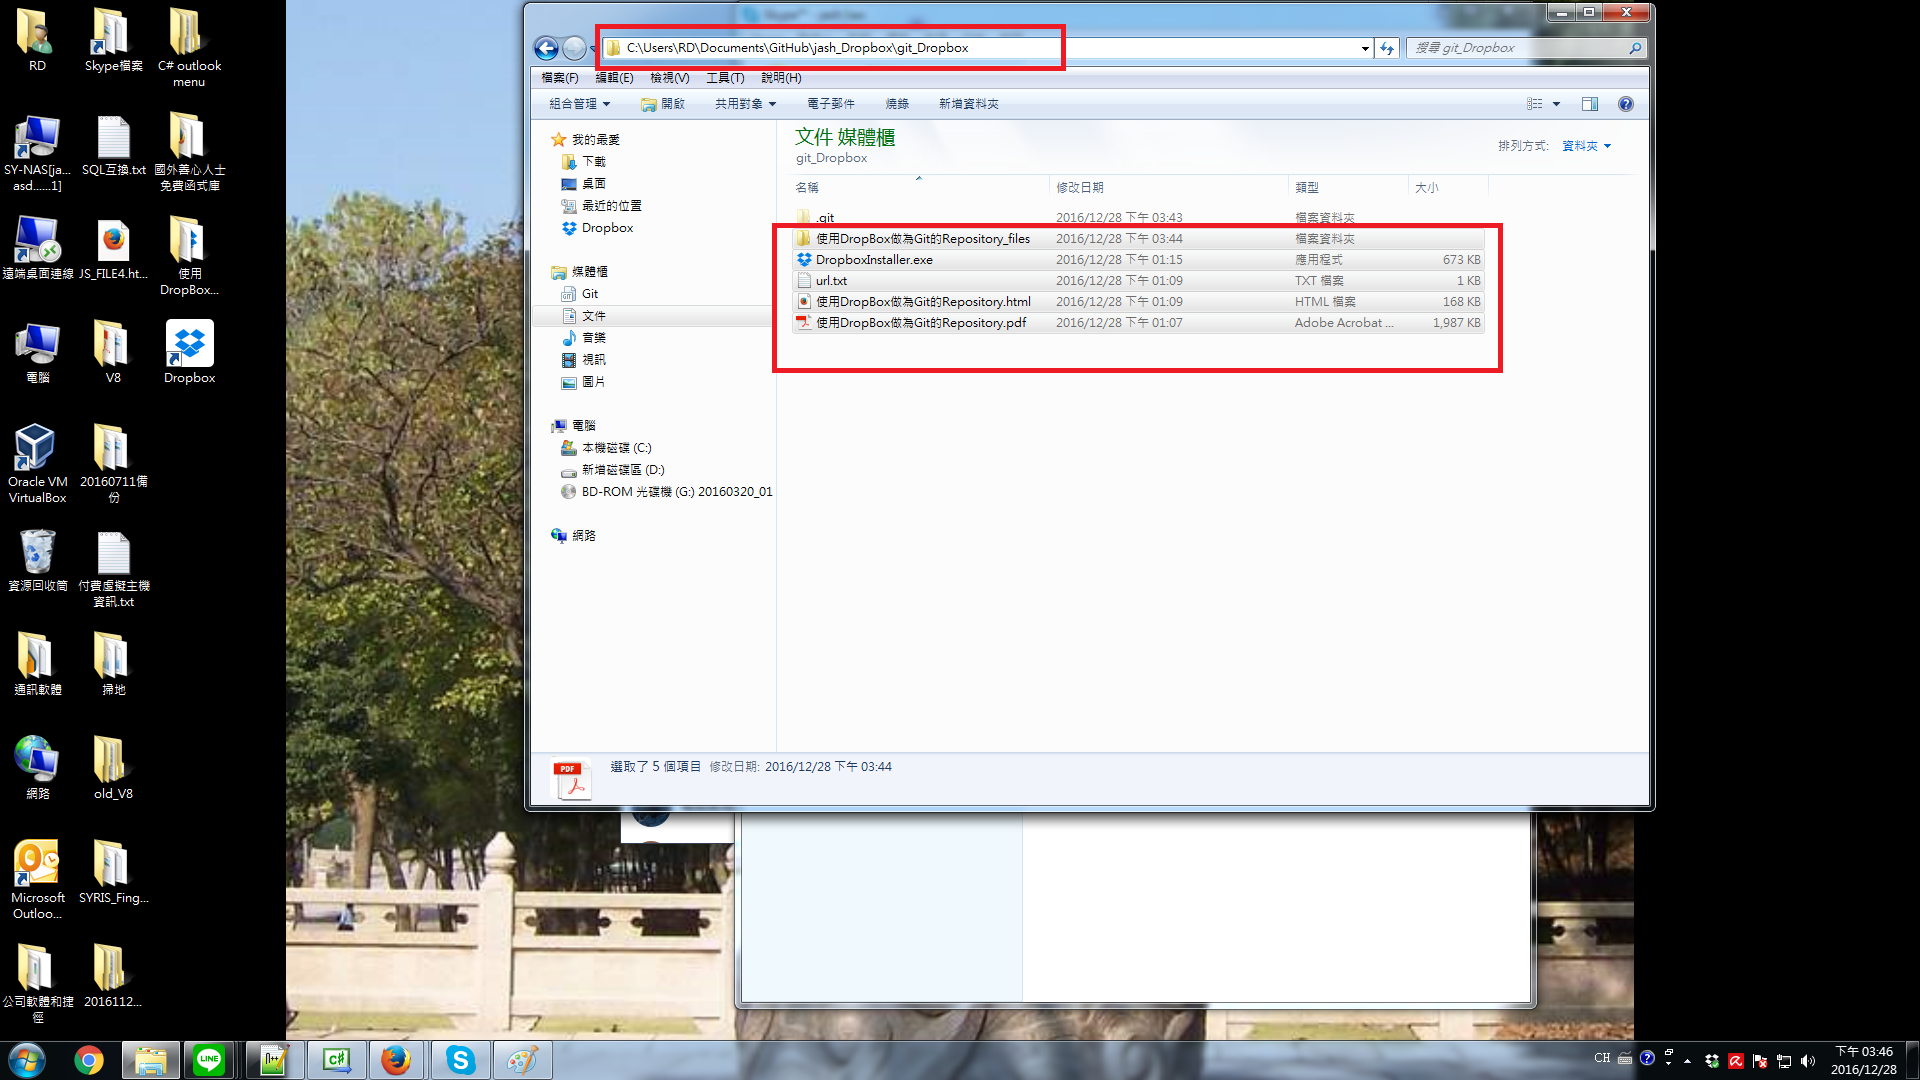 RD
Skype檔案
C# outlook
menu
SY-NAS[ja...
asd......1]
SQL互換.txt
國外善心人士
免費函式庫
遠端桌面連線
JS_FILE4.ht...
使用
DropBox...
電腦
V8
Dropbox
Oracle VM
VirtualBox
20160711備
份
資源回收筒
付費虛擬主機
資訊.txt
通訊軟體
掃地
網路
old_V8
Microsoft
Outloo...
SYRIS_Fing...
公司軟體和捷
徑
2016112...
C:\Users\RD\Documents\GitHub\jash_Dropbox\git_Dropbox
搜尋 git_Dropbox
檔案(F) 編輯(E) 檢視(V) 工具(T) 說明(H)
組合管理 開啟 共用對象 電子郵件 燒錄 新增資料夾
我的最愛
下載
桌面
最近的位置
Dropbox
媒體櫃
Git
文件
音樂
視訊
圖片
電腦
本機磁碟 (C:)
新增磁碟區 (D:)
BD-ROM 光碟機 (G:) 20160320_01
網路
文件 媒體櫃
git_Dropbox
排列方式: 資料夾
名稱 修改日期 類型 大小
.git 2016/12/28 下午 03:43 檔案資料夾
使用DropBox做為Git的Repository_files 2016/12/28 下午 03:44 檔案資料夾
DropboxInstaller.exe 2016/12/28 下午 01:15 應用程式 673 KB
url.txt 2016/12/28 下午 01:09 TXT 檔案 1 KB
使用DropBox做為Git的Repository.html 2016/12/28 下午 01:09 HTML 檔案 168 KB
使用DropBox做為Git的Repository.pdf 2016/12/28 下午 01:07 Adobe Acrobat ... 1,987 KB
PDF
選取了 5 個項目 修改日期: 2016/12/28 下午 03:44
LINE
CH
下午 03:46
2016/12/28